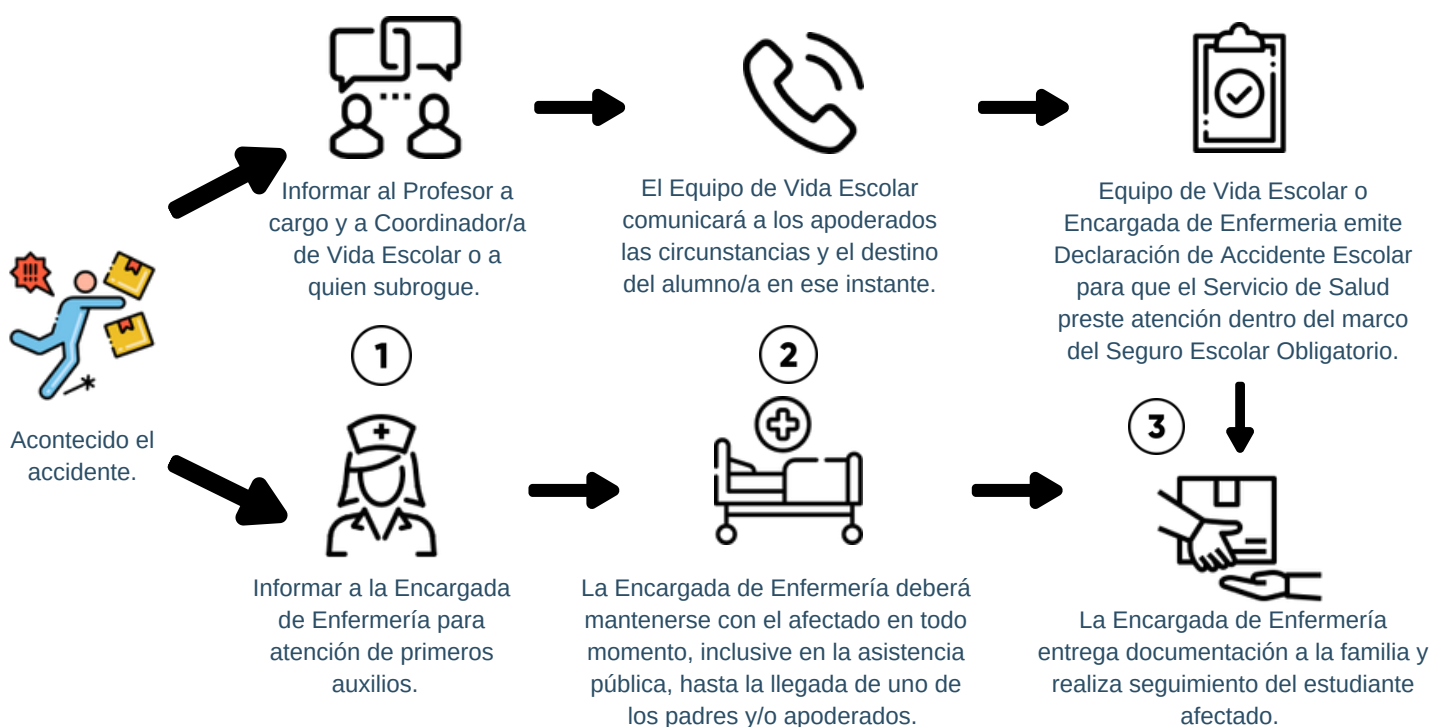 Informar al Profesor a
cargo y a Coordinador/a
de Vida Escolar o a
quien subrogue.
El Equipo de Vida Escolar
comunicará a los apoderados
las circunstancias y el destino
del alumno/a en ese instante.
Equipo de Vida Escolar o
Encargada de Enfermeria emite
Declaración de Accidente Escolar
para que el Servicio de Salud
preste atención dentro del marco
del Seguro Escolar Obligatorio.
!!!
Acontecido el
accidente.
1
2
3
Informar a la Encargada
de Enfermería para
atención de primeros
auxilios.
La Encargada de Enfermería deberá
mantenerse con el afectado en todo
momento, inclusive en la asistencia
pública, hasta la llegada de uno de
los padres y/o apoderados.
La Encargada de Enfermería
entrega documentación a la familia y
realiza seguimiento del estudiante
afectado.